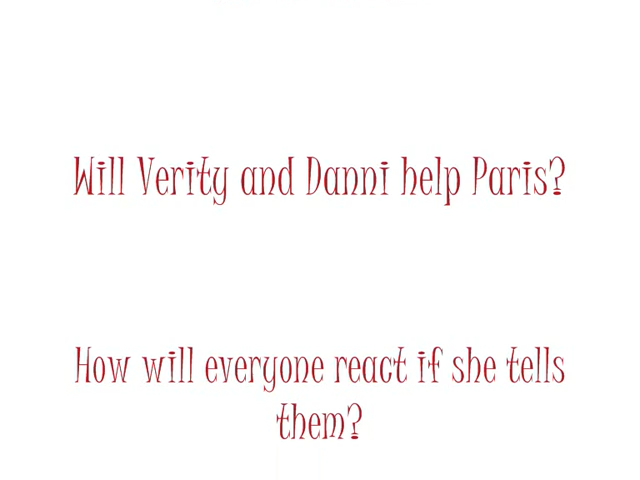 Will Verity and Danni help Paris?
How will everyone react if she tells
them?